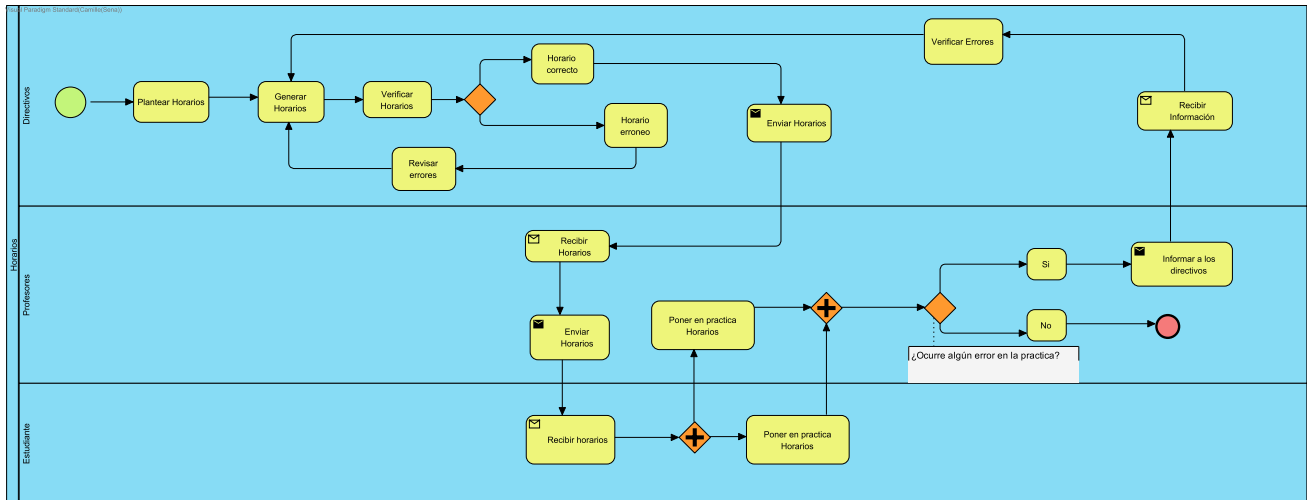 Visual Paradigm Standard(Camille(Sena))
Horarios
Directivos
Plantear Horarios
Generar
Horarios
Verificar
Horarios
Horario
correcto
Horario
erroneo
Revisar
errores
Enviar Horarios
Verificar Errores
Recibir
Información
Profesores
Recibir
Horarios
Enviar
Horarios
Poner en practica
Horarios
¿Ocurre algún error en la practica?
Si
No
Informar a los
directivos
Estudiante
Recibir horarios
Poner en practica
Horarios